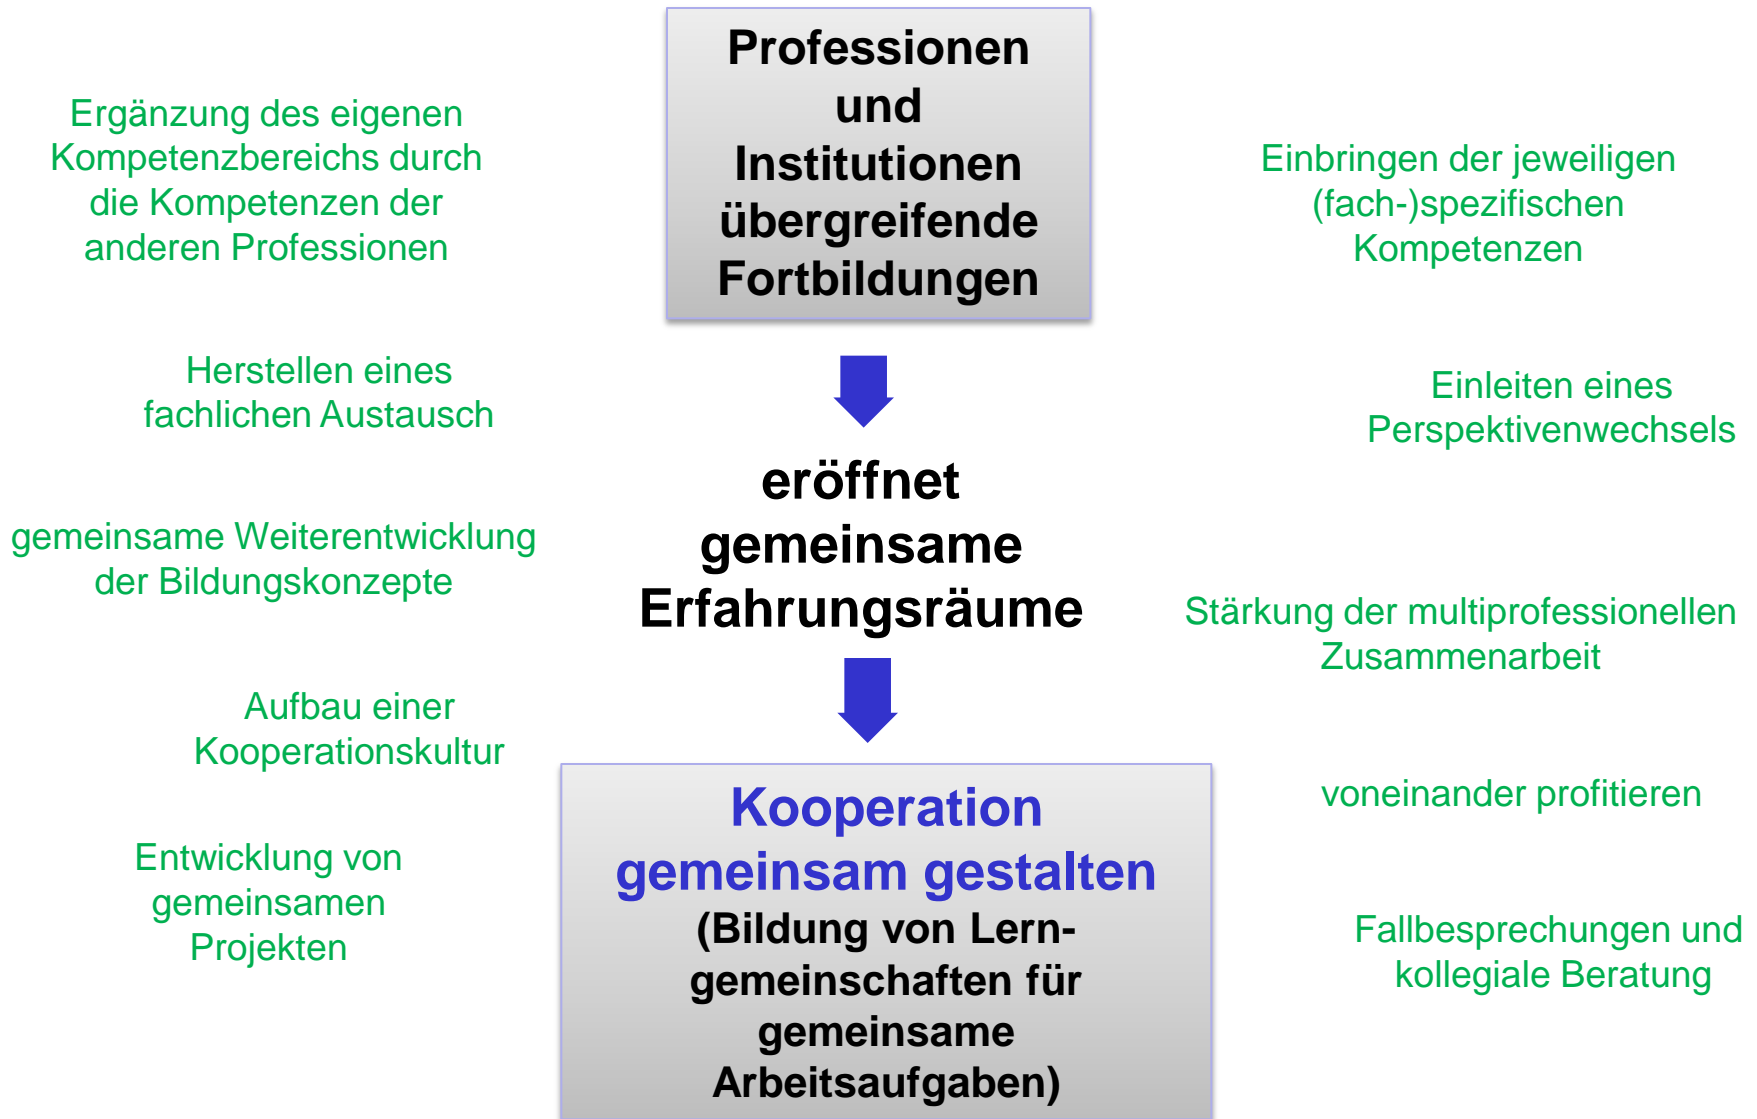 Professionen
und
Institutionen
übergreifende
Fortbildungen
Ergänzung des eigenen
Kompetenzbereichs durch
die Kompetenzen der
anderen Professionen
Einbringen der jeweiligen
(fach-)spezifischen
Kompetenzen
Herstellen eines
fachlichen Austausch
Einleiten eines
Perspektivenwechsels
eröffnet
gemeinsame
Erfahrungsräume
gemeinsame Weiterentwicklung
der Bildungskonzepte
Stärkung der multiprofessionellen
Zusammenarbeit
Aufbau einer
Kooperationskultur
voneinander profitieren
Kooperation
gemeinsam gestalten
(Bildung von Lern-
gemeinschaften für
gemeinsame
Arbeitsaufgaben)
Entwicklung von
gemeinsamen
Projekten
Fallbesprechungen und
kollegiale Beratung